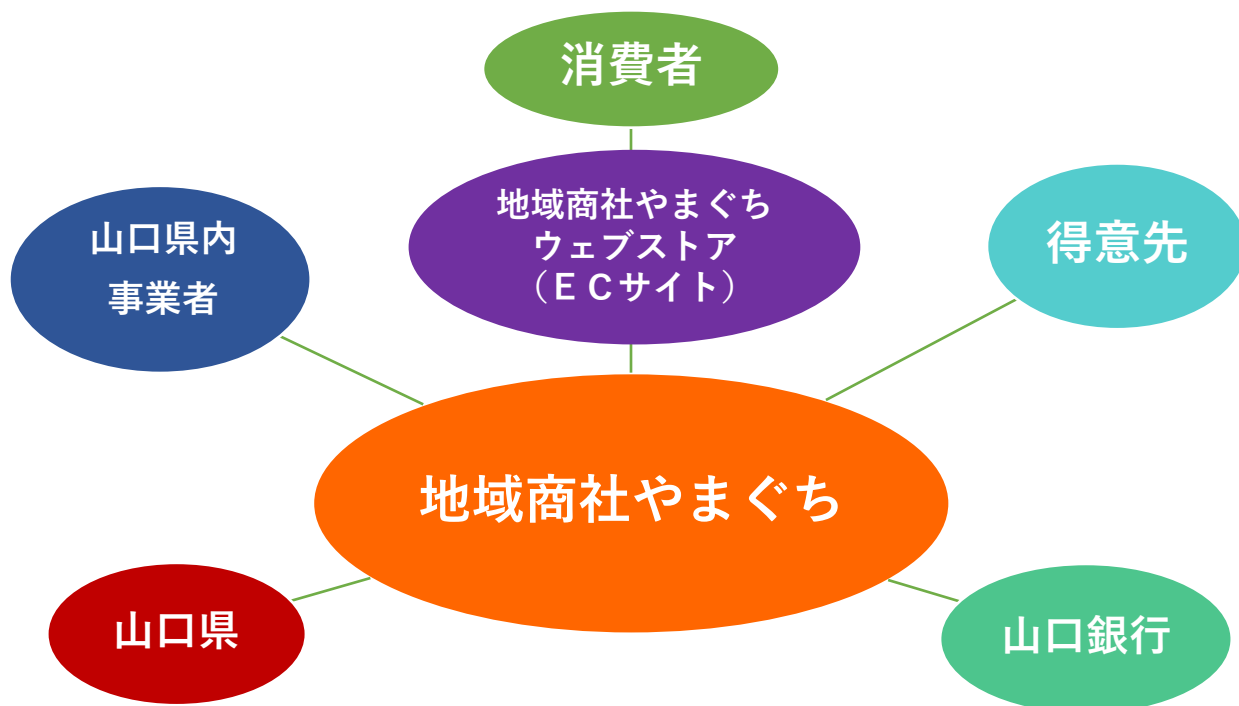 消費者
地域商社やまぐち
ウェブストア
（ＥＣサイト）
山口県内
事業者
得意先
地域商社やまぐち
山口県
山口銀行